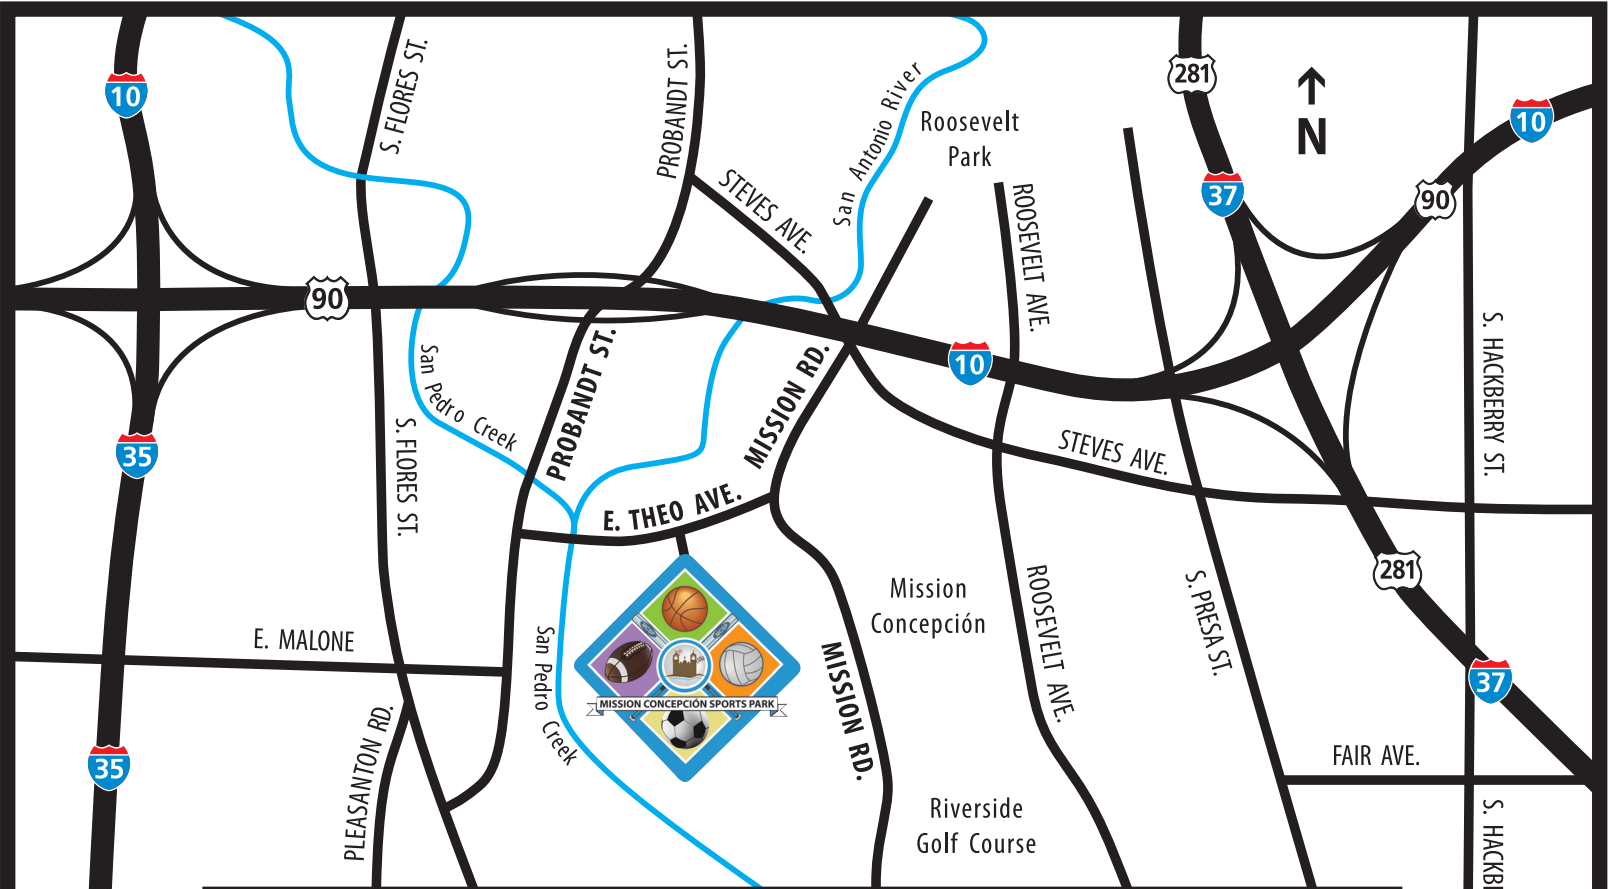 10
S. FLORES ST.
PROBANDT ST.
San Antonio River
Roosevelt
Park
281
N
10
STEVES AVE.
ROOSEVELT AVE.
37
90
90
San Pedro Creek
PROBANDT ST.
MISSION RD.
10
S. HACKBERRY ST.
35
S. FLORES ST.
STEVES AVE.
E. THEO AVE.
281
Mission
Concepción
ROOSEVELT AVE.
S. PRESA ST.
E. MALONE
San Pedro Creek
MISSION CONCEPCIÓN SPORTS PARK
MISSION RD.
37
35
PLEASANTON RD.
FAIR AVE.
Riverside
Golf Course
S. HACKB